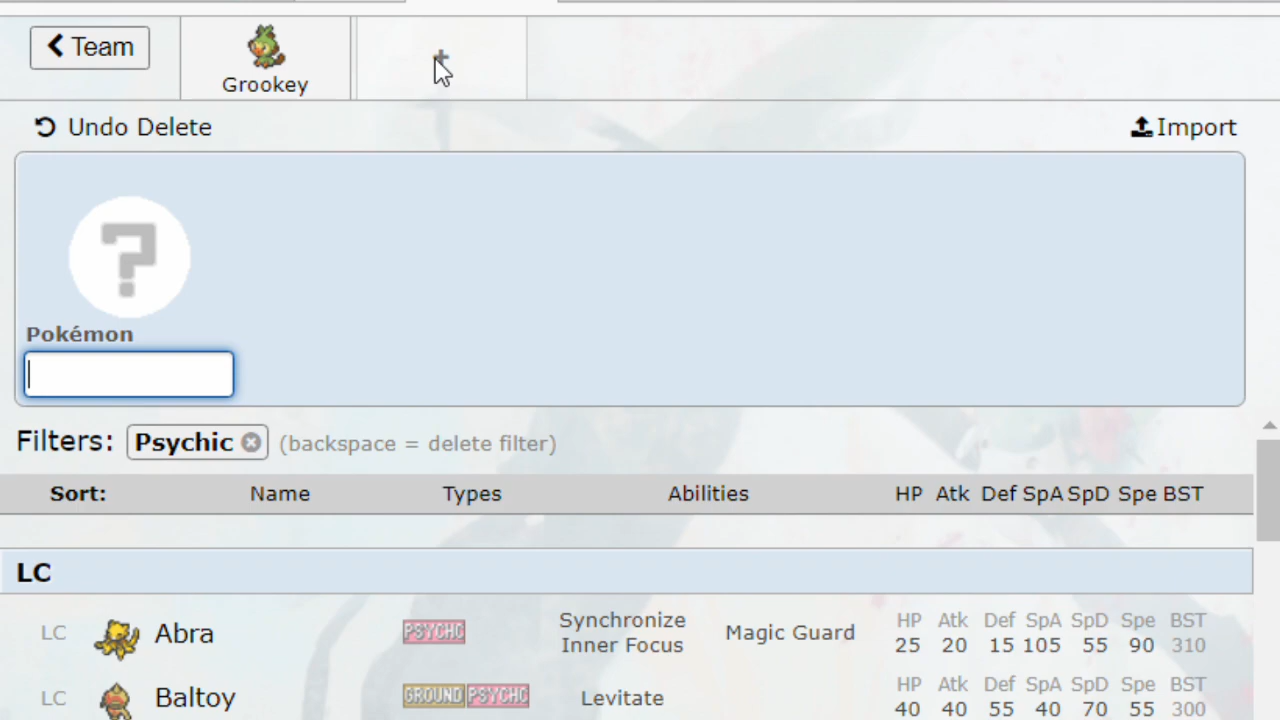 Team
Grookey
+
Undo Delete
Import
?
Pokémon
Filters: Psychic (backspace = delete filter)
Sort: Name Types Abilities HP Atk Def SpA SpD Spe BST
LC
LC Abra PSYCHC Synchronize Inner Focus Magic Guard HP Atk Def SpA SpD Spe BST
25 20 15 105 55 90 310
LC Baltoy GROUND PSYCHC Levitate HP Atk Def SpA SpD Spe BST
40 40 55 40 70 55 300